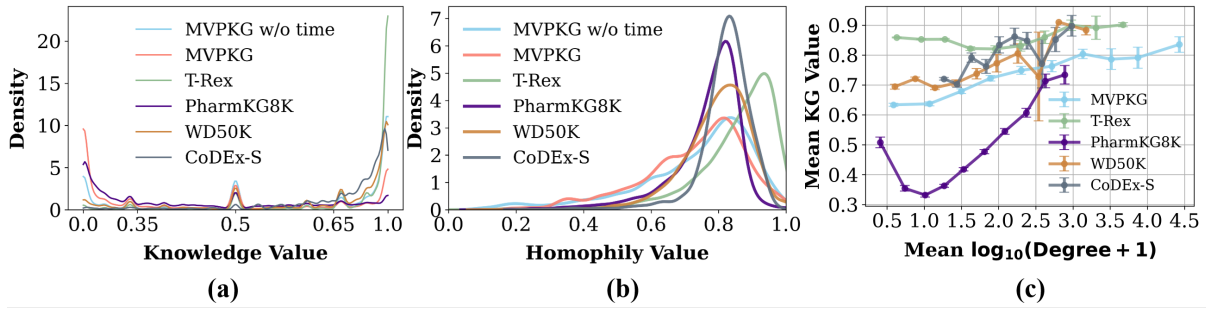 Density
20
15
10
5
0
0.0 0.35 0.5 0.65 1.0
Knowledge Value
MVPKG w/o time
MVPKG
T-Rex
PharmKG8K
WD50K
CoDEx-S
(a)
Density
7
6
5
4
3
2
1
0
0.0 0.2 0.4 0.6 0.8 1.0
Homophily Value
MVPKG w/o time
MVPKG
T-Rex
PharmKG8K
WD50K
CoDEx-S
(b)
Mean KG Value
0.9
0.8
0.7
0.6
0.5
0.4
0.3
0.5 1.0 1.5 2.0 2.5 3.0 3.5 4.0 4.5
Mean log₁₀(Degree + 1)
MVPKG
T-Rex
PharmKG8K
WD50K
CoDEx-S
(c)